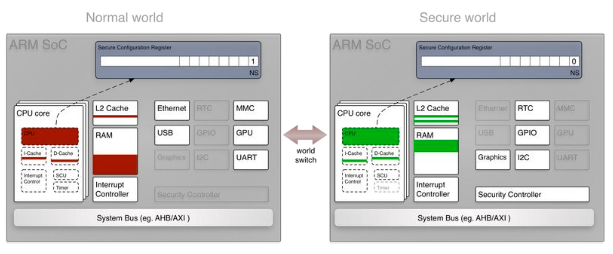 Normal world
Secure world
ARM SoC
Secure Configuration Register
1
NS
CPU core
CPU
I-Cache
D-Cache
Interrupt
Control
SCU
Timer
L2 Cache
RAM
Interrupt
Controller
Ethernet
RTC
MMC
USB
GPIO
GPU
Graphics
I2C
UART
Security Controller
System Bus (eg. AHB/AXI )
world
switch
ARM SoC
Secure Configuration Register
0
NS
CPU core
CPU
I-Cache
D-Cache
Interrupt
Control
SCU
Timer
L2 Cache
RAM
Interrupt
Controller
Ethernet
RTC
MMC
USB
GPIO
GPU
Graphics
I2C
UART
Security Controller
System Bus (eg. AHB/AXI )